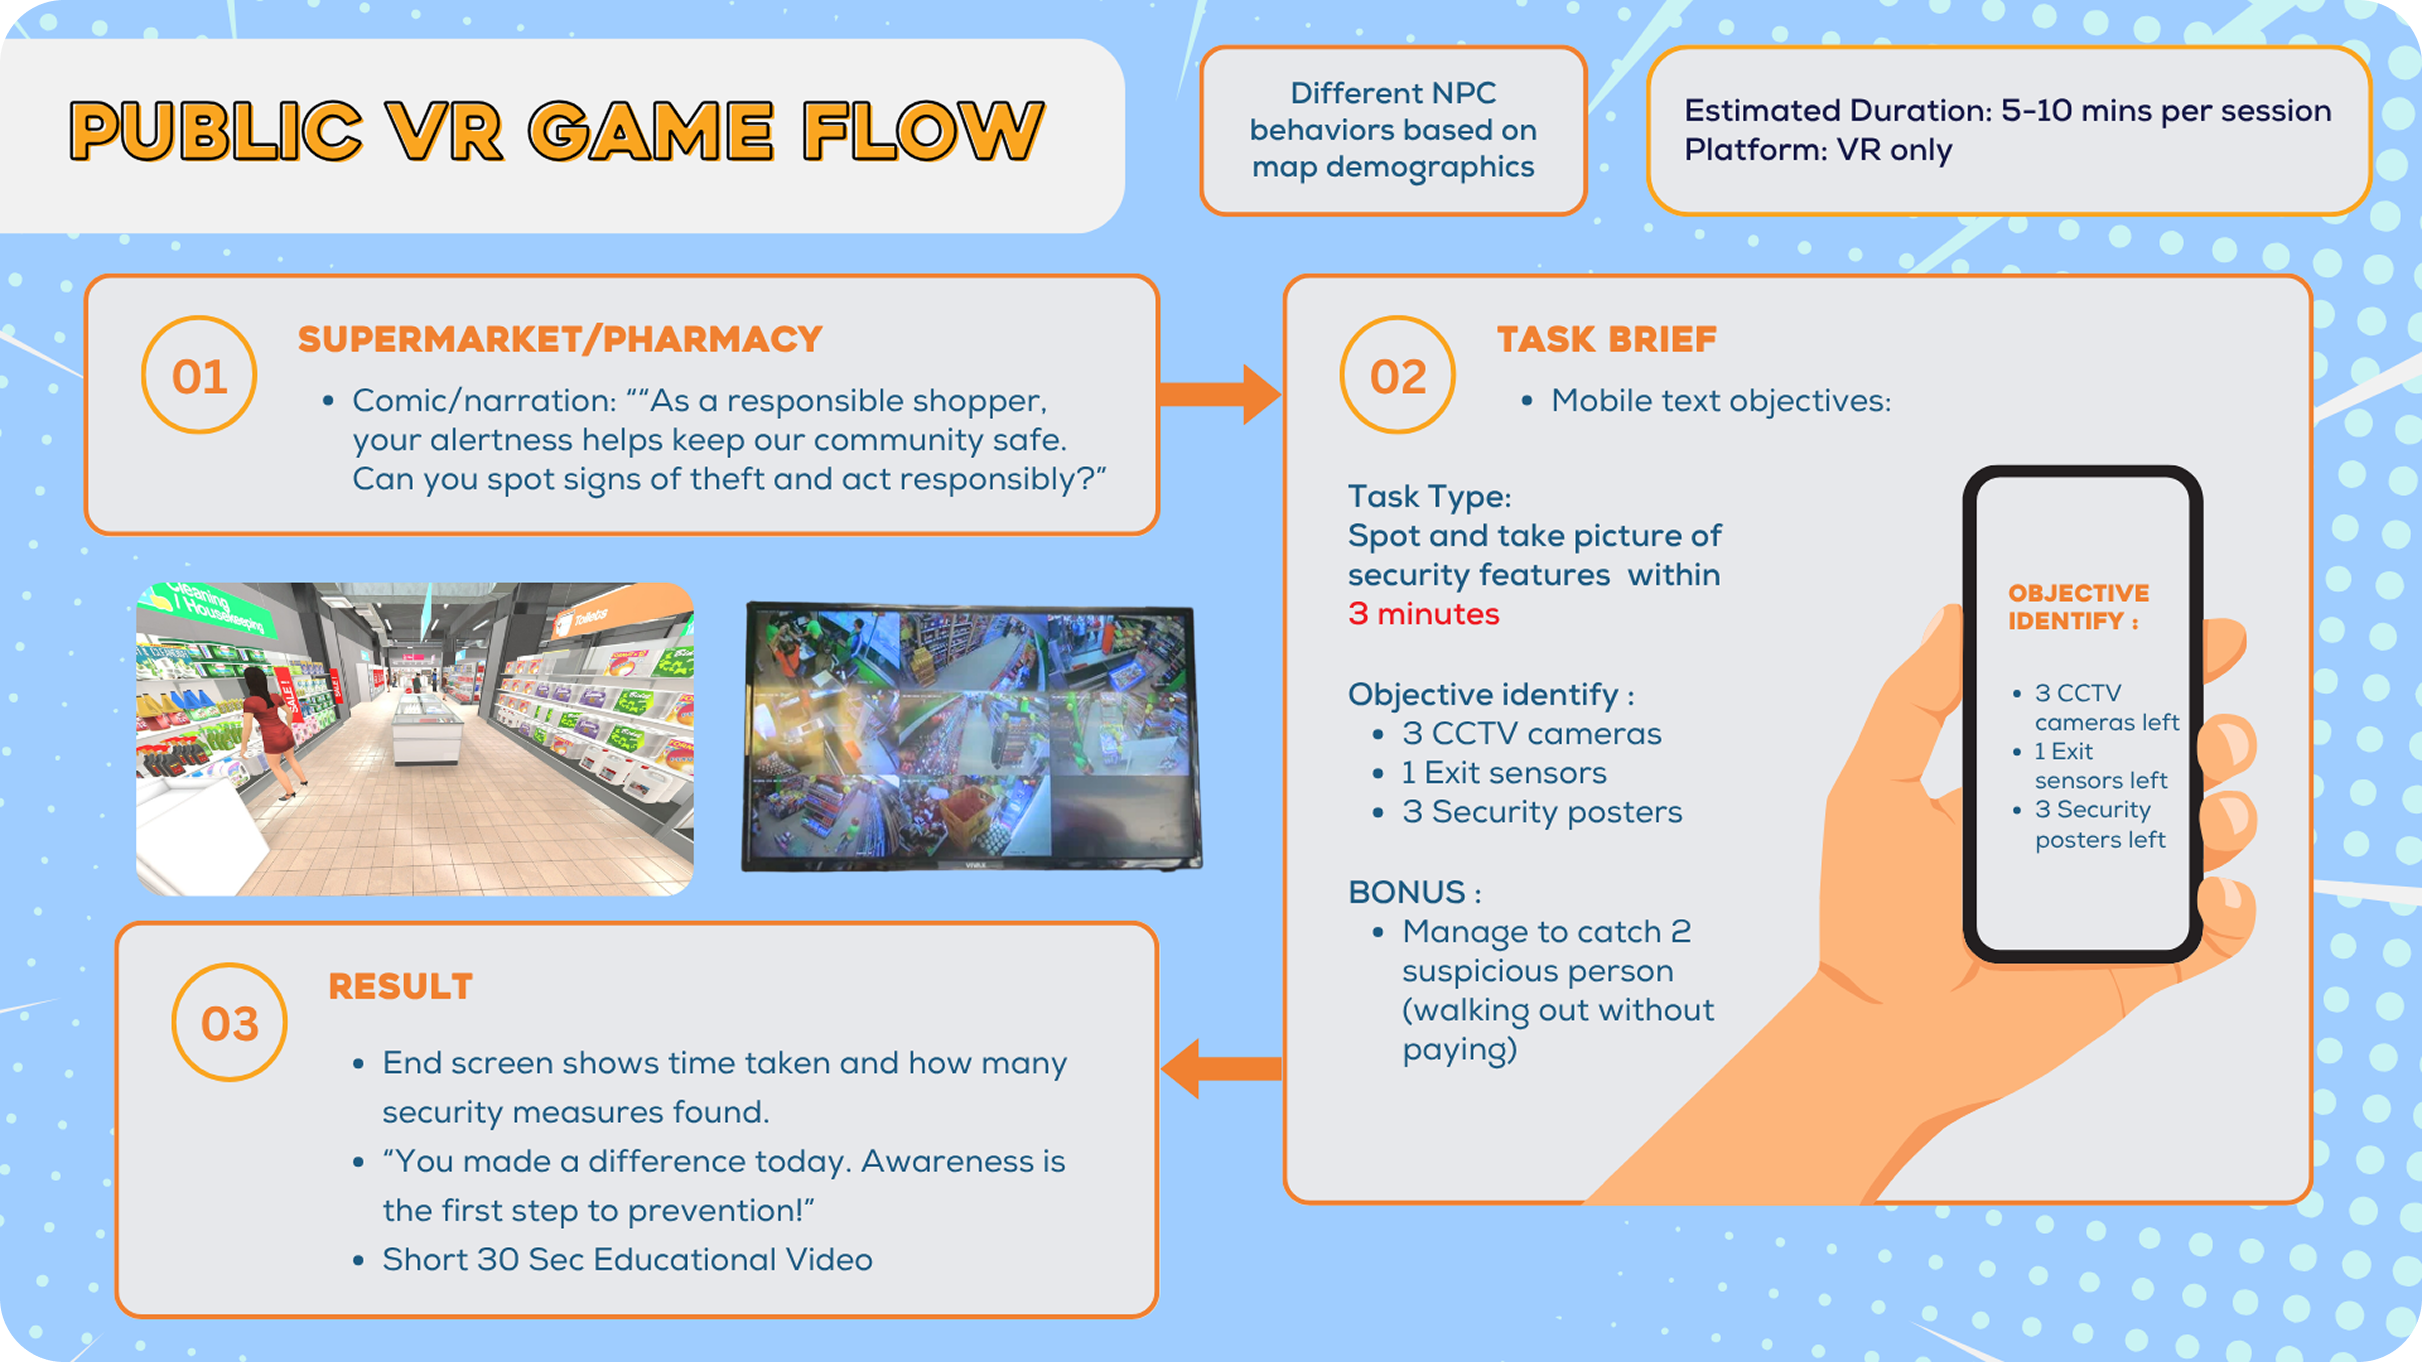 PUBLIC VR GAME FLOW
Different NPC
behaviors based on
map demographics
Estimated Duration: 5-10 mins per session
Platform: VR only
01
SUPERMARKET/PHARMACY
• Comic/narration: ““As a responsible shopper,
your alertness helps keep our community safe.
Can you spot signs of theft and act responsibly?”
Cleaning
/ Housekeeping
Toilets
SALE!
VIVAX
02
TASK BRIEF
• Mobile text objectives:
Task Type:
Spot and take picture of
security features  within
3 minutes
Objective identify :
• 3 CCTV cameras
• 1 Exit sensors
• 3 Security posters
BONUS :
• Manage to catch 2
suspicious person
(walking out without
paying)
OBJECTIVE
IDENTIFY :
• 3 CCTV
cameras left
• 1 Exit
sensors left
• 3 Security
posters left
03
RESULT
• End screen shows time taken and how many
security measures found.
• “You made a difference today. Awareness is
the first step to prevention!”
• Short 30 Sec Educational Video